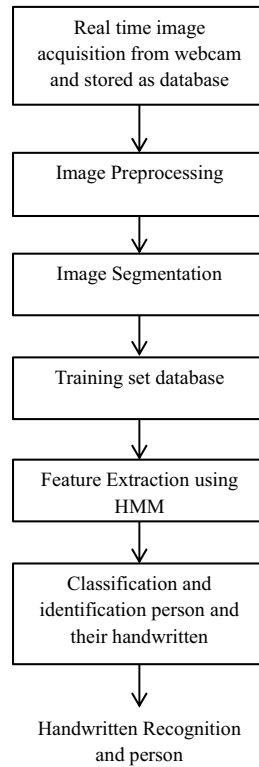 Real time image
acquisition from webcam
and stored as database
Image Preprocessing
Image Segmentation
Training set database
Feature Extraction using
HMM
Classification and
identification person and
their handwritten
Handwritten Recognition
and person